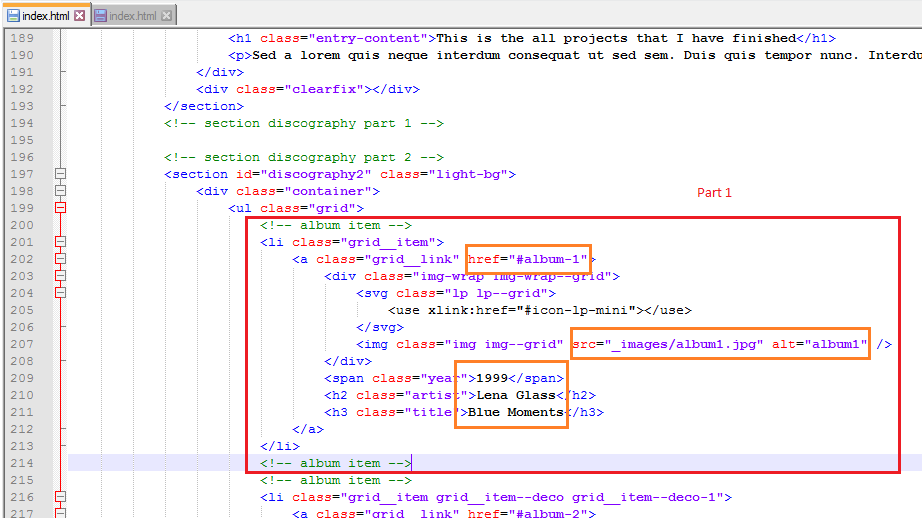 index.html index.html
189 <h1 class="entry-content">This is the all projects that I have finished</h1>
190 <p>Sed a lorem quis neque interdum consequat ut sed sem. Duis quis tempor nunc. Interdu
191 </div>
192 <div class="clearfix"></div>
193 </section>
194 <!-- section discography part 1 -->
195
196 <!-- section discography part 2 -->
197 <section id="discography2" class="light-bg">
198 <div class="container">
Part 1
199 <ul class="grid">
200 <!-- album item -->
201 <li class="grid__item">
202 <a class="grid__link" href="#album-1">
203 <div class="img-wrap img-wrap--grid">
204 <svg class="lp lp--grid">
205 <use xlink:href="#icon-lp-mini"></use>
206 </svg>
207 <img class="img img--grid" src="_images/album1.jpg" alt="album1" />
208 </div>
209 <span class="year">1999</span>
210 <h2 class="artist">Lena Glass</h2>
211 <h3 class="title">Blue Moments</h3>
212 </a>
213 </li>
214 <!-- album item -->
215 <!-- album item -->
216 <li class="grid__item grid__item--deco grid__item--deco-1">
217 <a class="grid__link" href="#album-2">